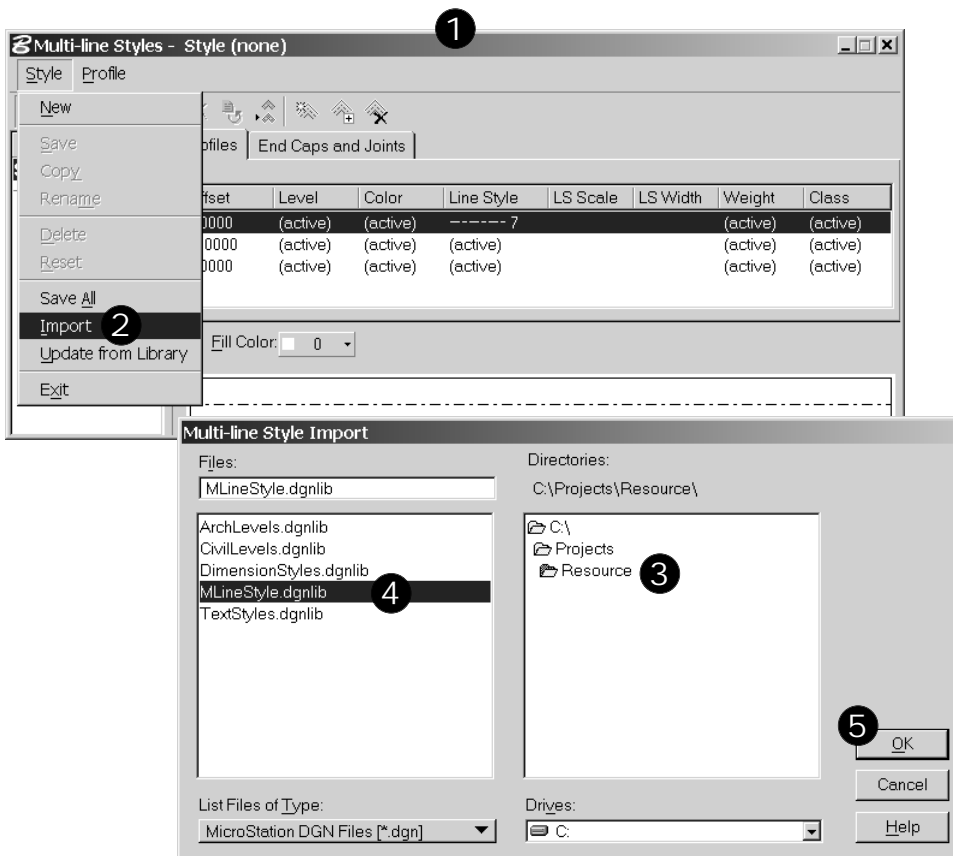 1
Multi-line Styles - Style (none)
Style Profile
New
Save
Copy
Rename
Delete
Reset
Save All
Import 2
Update from Library
Exit
ofiles End Caps and Joints
fset Level Color Line Style LS Scale LS Width Weight Class
0000 (active) (active) 7 (active) (active)
0000 (active) (active) (active) (active) (active)
0000 (active) (active) (active) (active) (active)
Fill Color: 0
Multi-line Style Import
Files:
MLineStyle.dgnlib
ArchLevels.dgnlib
CivilLevels.dgnlib
DimensionStyles.dgnlib
MLineStyle.dgnlib 4
TextStyles.dgnlib
List Files of Type:
MicroStation DGN Files [*.dgn]
Directories:
C:\Projects\Resource\
C:\
Projects
Resource 3
Drives:
C:
5
OK
Cancel
Help